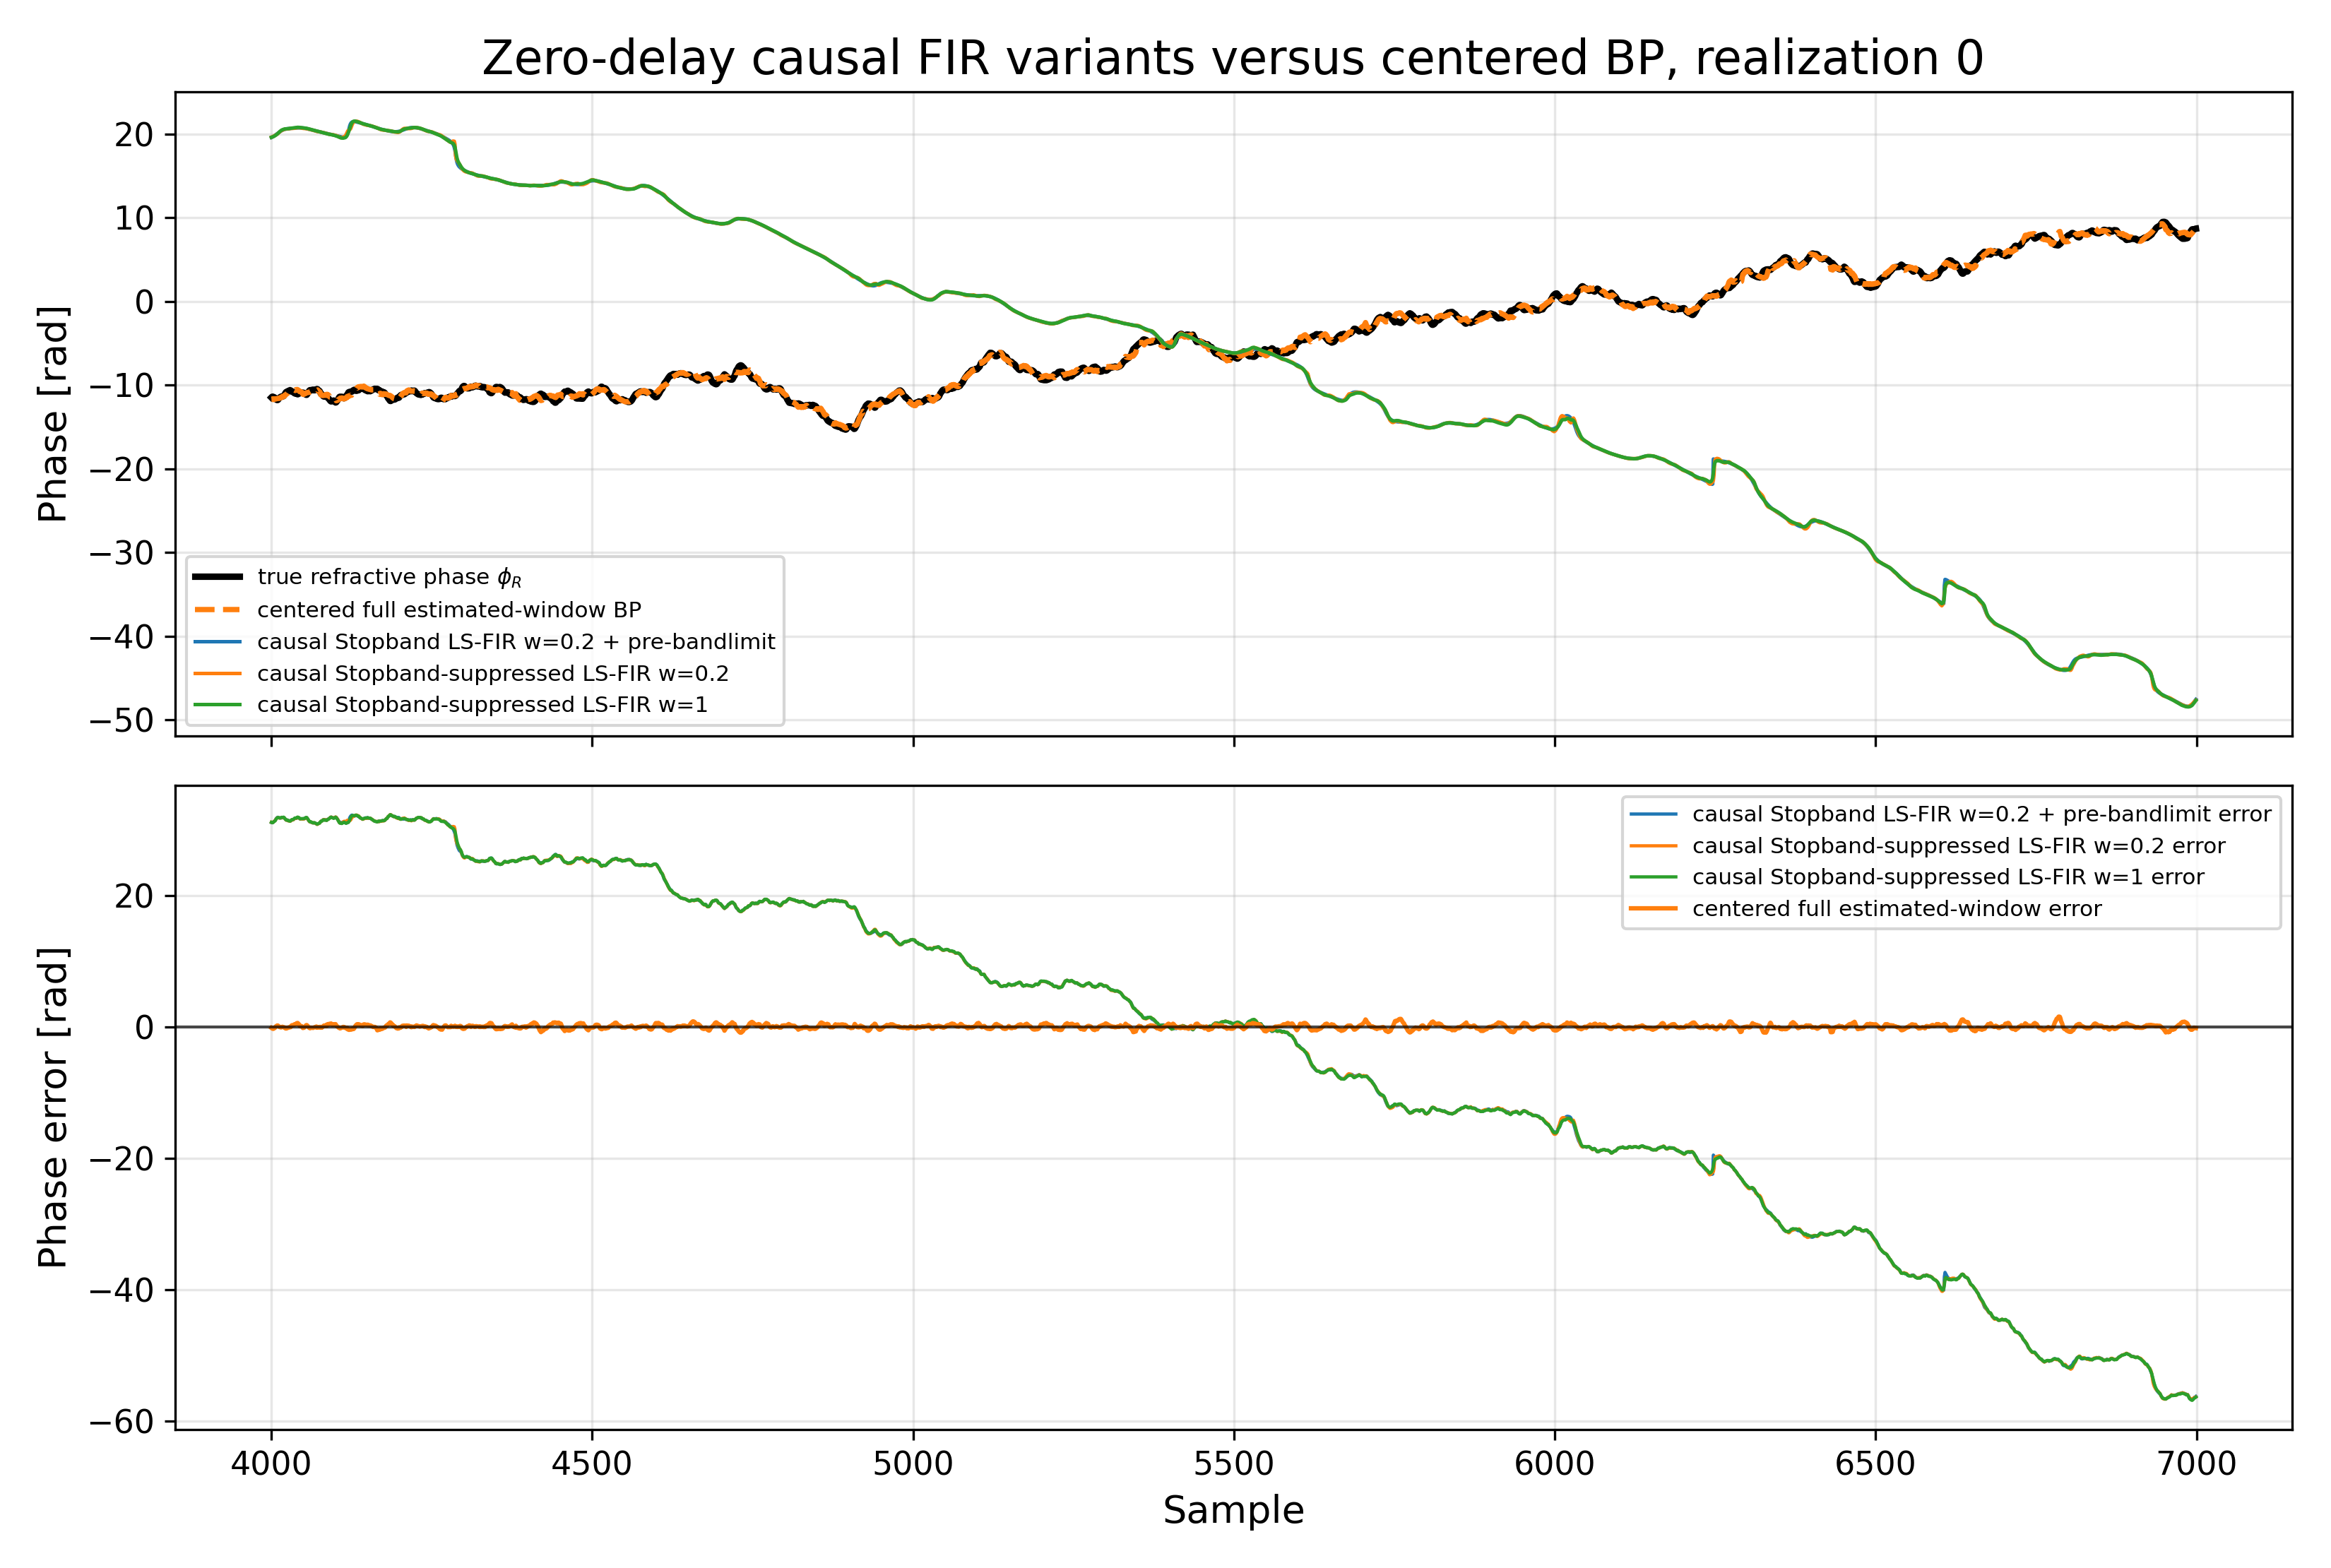 Zero-delay causal FIR variants versus centered BP, realization 0
Phase [rad]
20
10
0
−10
−20
−30
−40
−50
true refractive phase ϕ_R
centered full estimated-window BP
causal Stopband LS-FIR w=0.2 + pre-bandlimit
causal Stopband-suppressed LS-FIR w=0.2
causal Stopband-suppressed LS-FIR w=1
Phase error [rad]
20
0
−20
−40
−60
causal Stopband LS-FIR w=0.2 + pre-bandlimit error
causal Stopband-suppressed LS-FIR w=0.2 error
causal Stopband-suppressed LS-FIR w=1 error
centered full estimated-window error
4000 4500 5000 5500 6000 6500 7000
Sample